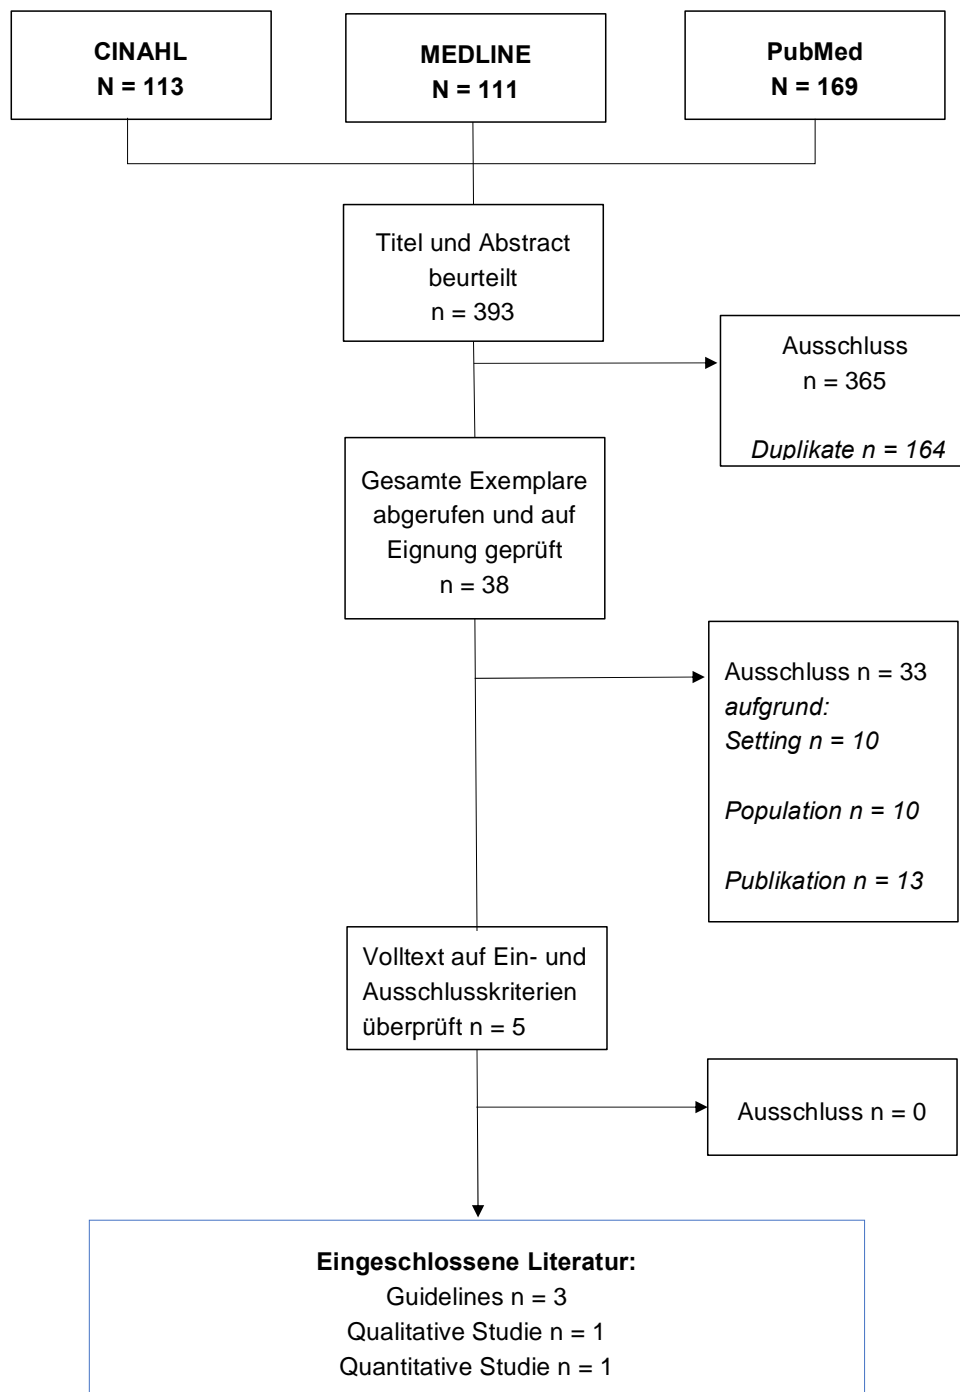 CINAHL
N = 113
MEDLINE
N = 111
PubMed
N = 169
Titel und Abstract
beurteilt
n = 393
Ausschluss
n = 365
Duplikate n = 164
Gesamte Exemplare
abgerufen und auf
Eignung geprüft
n = 38
Ausschluss n = 33
aufgrund:
Setting n = 10
Population n = 10
Publikation n = 13
Volltext auf Ein- und
Ausschlusskriterien
überprüft n = 5
Ausschluss n = 0
Eingeschlossene Literatur:
Guidelines n = 3
Qualitative Studie n = 1
Quantitative Studie n = 1